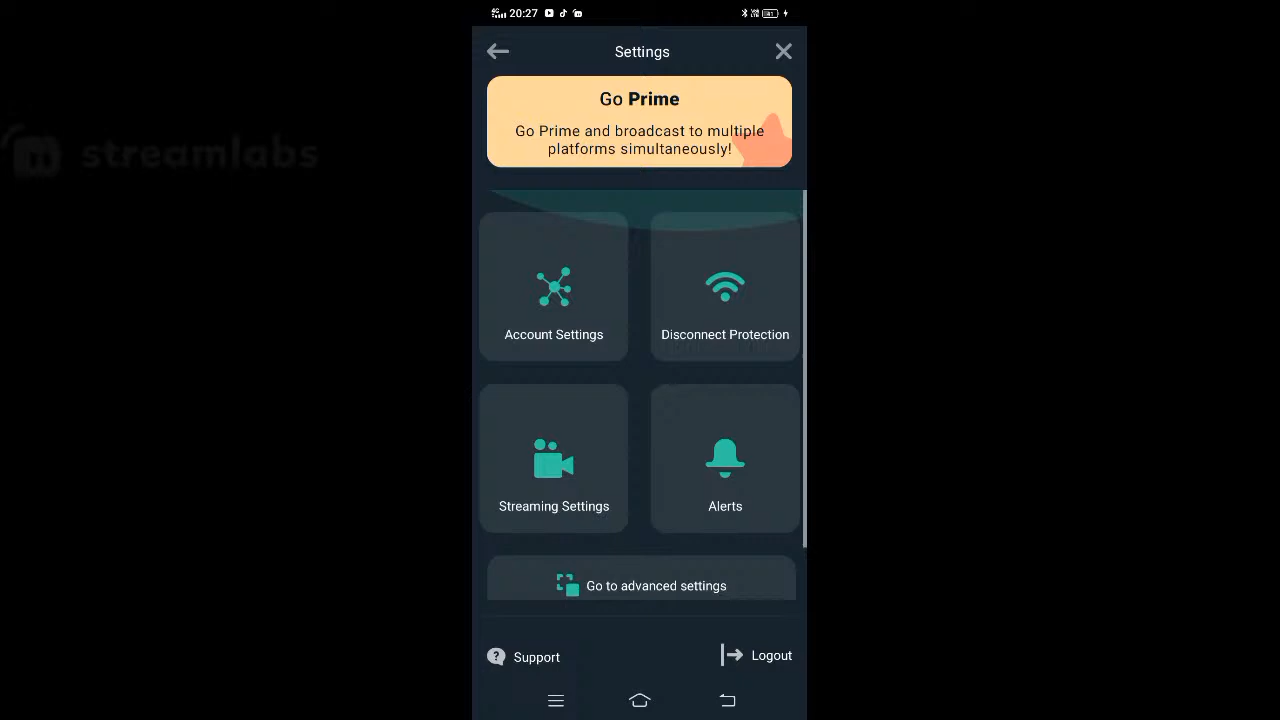 20:27
Settings
Go Prime
Go Prime and broadcast to multiple
platforms simultaneously!
streamlabs
Account Settings
Disconnect Protection
Streaming Settings
Alerts
Go to advanced settings
Support
Logout